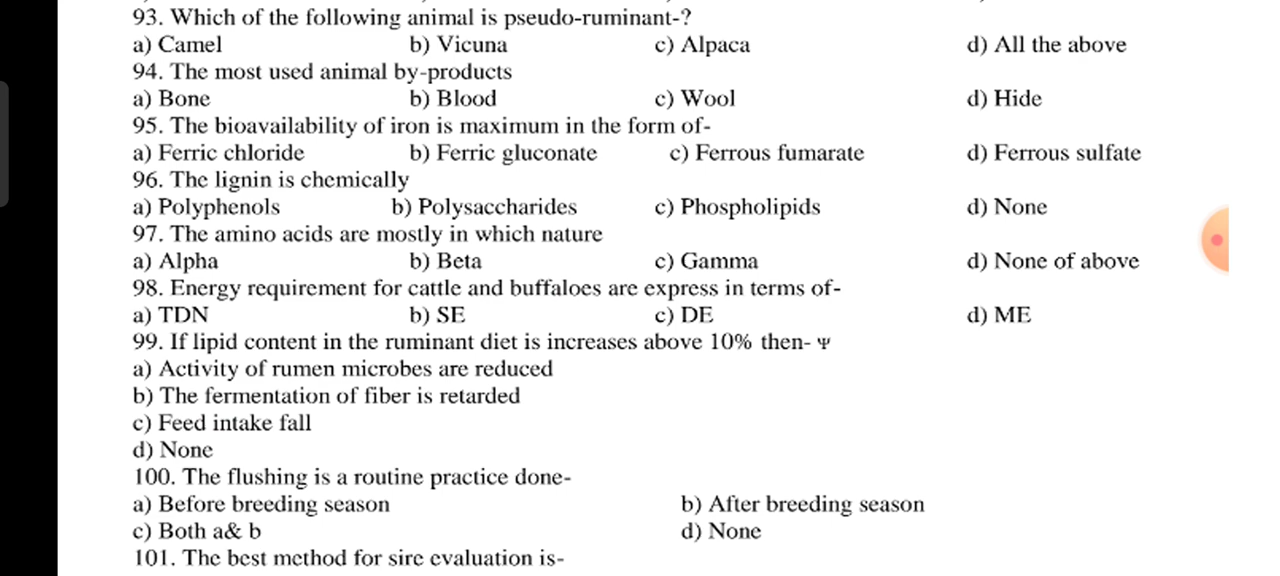 93. Which of the following animal is pseudo-ruminant-?
a) Camel b) Vicuna c) Alpaca d) All the above
94. The most used animal by-products
a) Bone b) Blood c) Wool d) Hide
95. The bioavailability of iron is maximum in the form of-
a) Ferric chloride b) Ferric gluconate c) Ferrous fumarate d) Ferrous sulfate
96. The lignin is chemically
a) Polyphenols b) Polysaccharides c) Phospholipids d) None
97. The amino acids are mostly in which nature
a) Alpha b) Beta c) Gamma d) None of above
98. Energy requirement for cattle and buffaloes are express in terms of-
a) TDN b) SE c) DE d) ME
99. If lipid content in the ruminant diet is increases above 10% then- Ψ
a) Activity of rumen microbes are reduced
b) The fermentation of fiber is retarded
c) Feed intake fall
d) None
100. The flushing is a routine practice done-
a) Before breeding season b) After breeding season
c) Both a& b d) None
101. The best method for sire evaluation is-